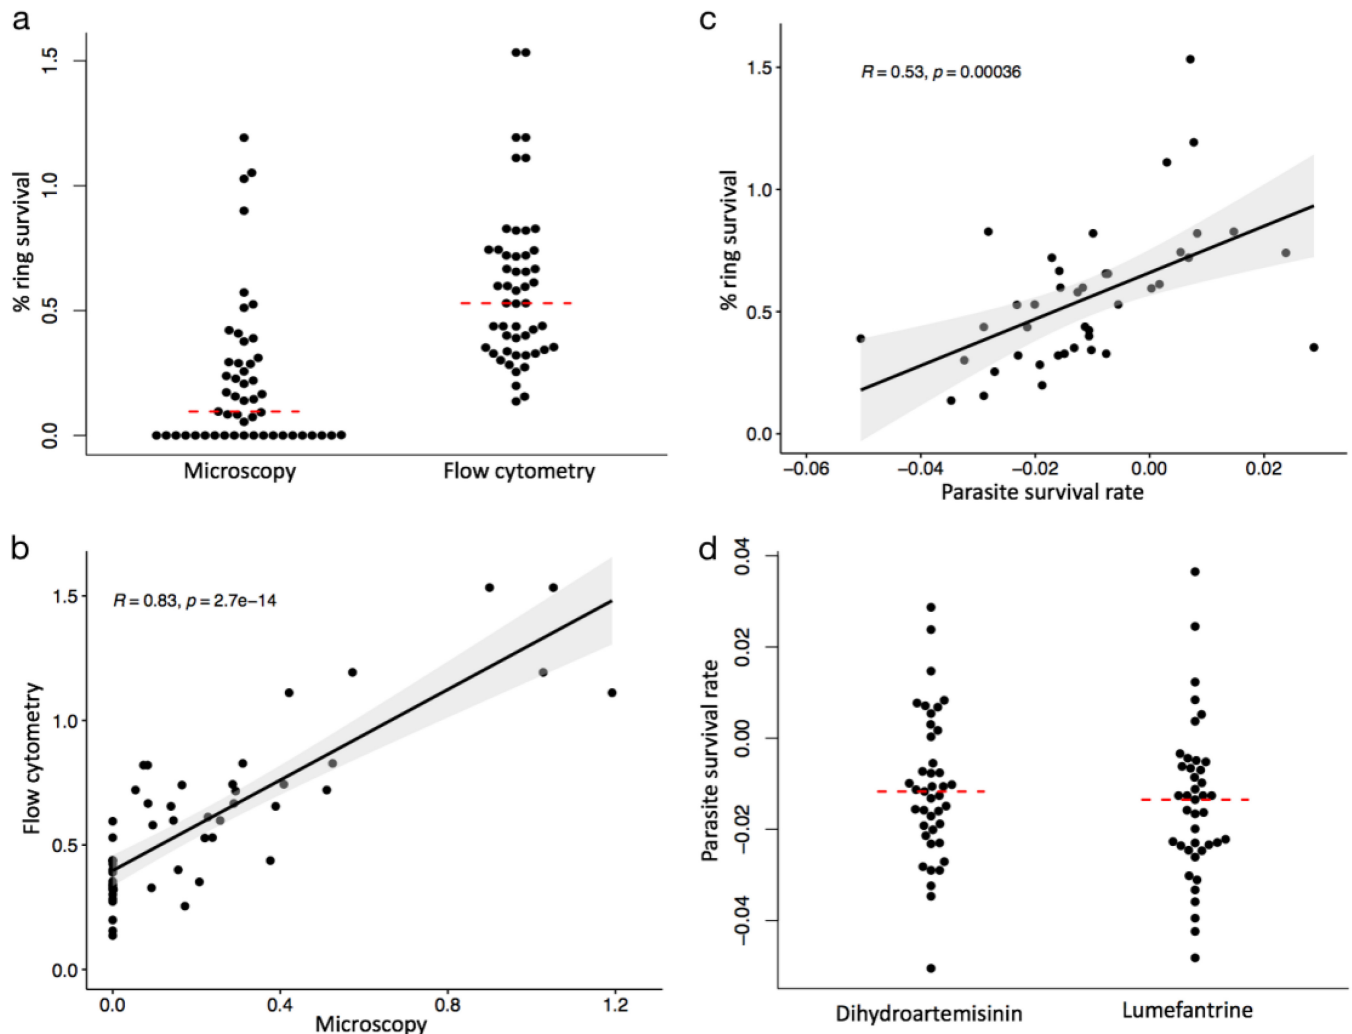 a
% ring survival
1.5
1.0
0.5
0.0
Microscopy
Flow cytometry
b
R = 0.83, p = 2.7e−14
Flow cytometry
1.5
1.0
0.5
0.0
0.0
0.4
0.8
1.2
Microscopy
c
R = 0.53, p = 0.00036
% ring survival
1.5
1.0
0.5
0.0
−0.06
−0.04
−0.02
0.00
0.02
Parasite survival rate
d
Parasite survival rate
0.04
0.02
0.00
−0.02
−0.04
Dihydroartemisinin
Lumefantrine